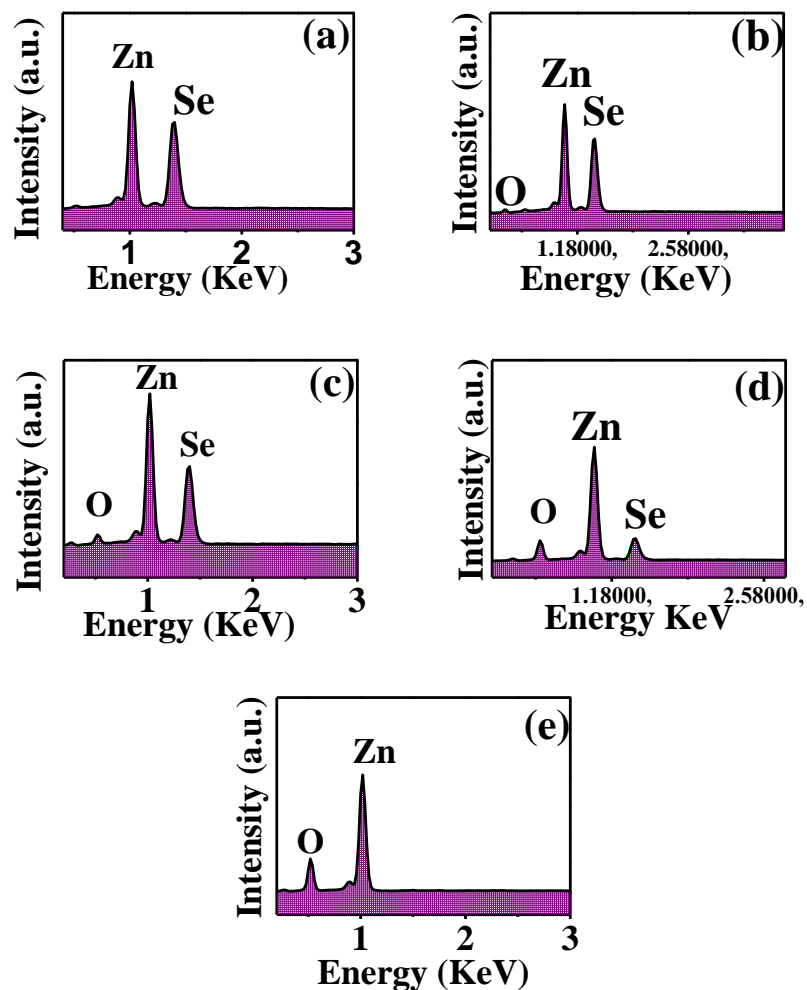 (a)
Zn
Se
Intensity (a.u.)
1 2 3
Energy (KeV)
(b)
Zn
Se
O
Intensity (a.u.)
1.18000, 2.58000,
Energy (KeV)
(c)
Zn
Se
O
Intensity (a.u.)
1 2 3
Energy (KeV)
(d)
Zn
O
Se
Intensity (a.u.)
1.18000, 2.58000,
Energy KeV
(e)
Zn
O
Intensity (a.u.)
1 2 3
Energy (KeV)